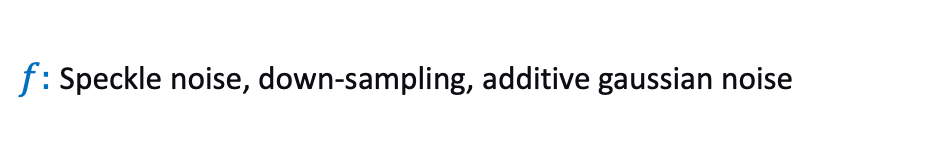 f: Speckle noise, down-sampling, additive gaussian noise